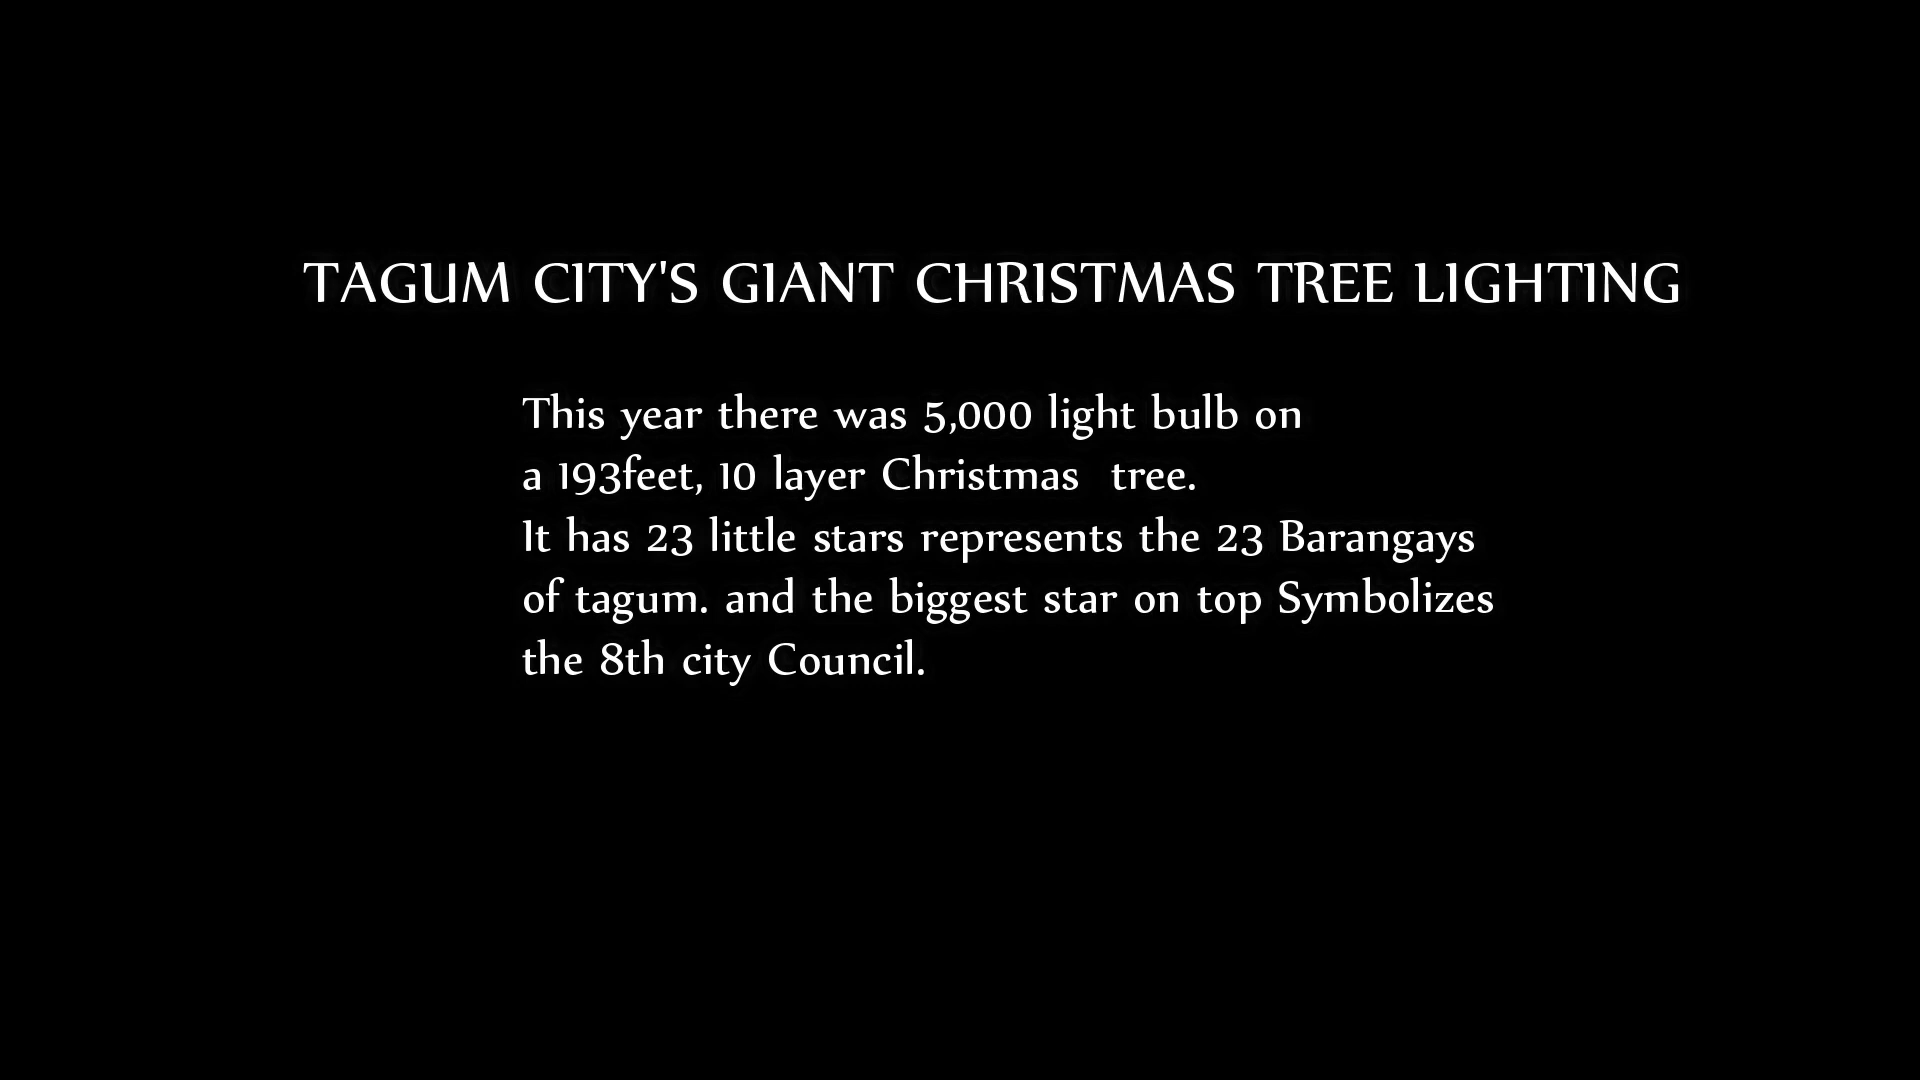 TAGUM CITY'S GIANT CHRISTMAS TREE LIGHTING
This year there was 5,000 light bulb on
a 193feet, 10 layer Christmas  tree.
It has 23 little stars represents the 23 Barangays
of tagum. and the biggest star on top Symbolizes
the 8th city Council.